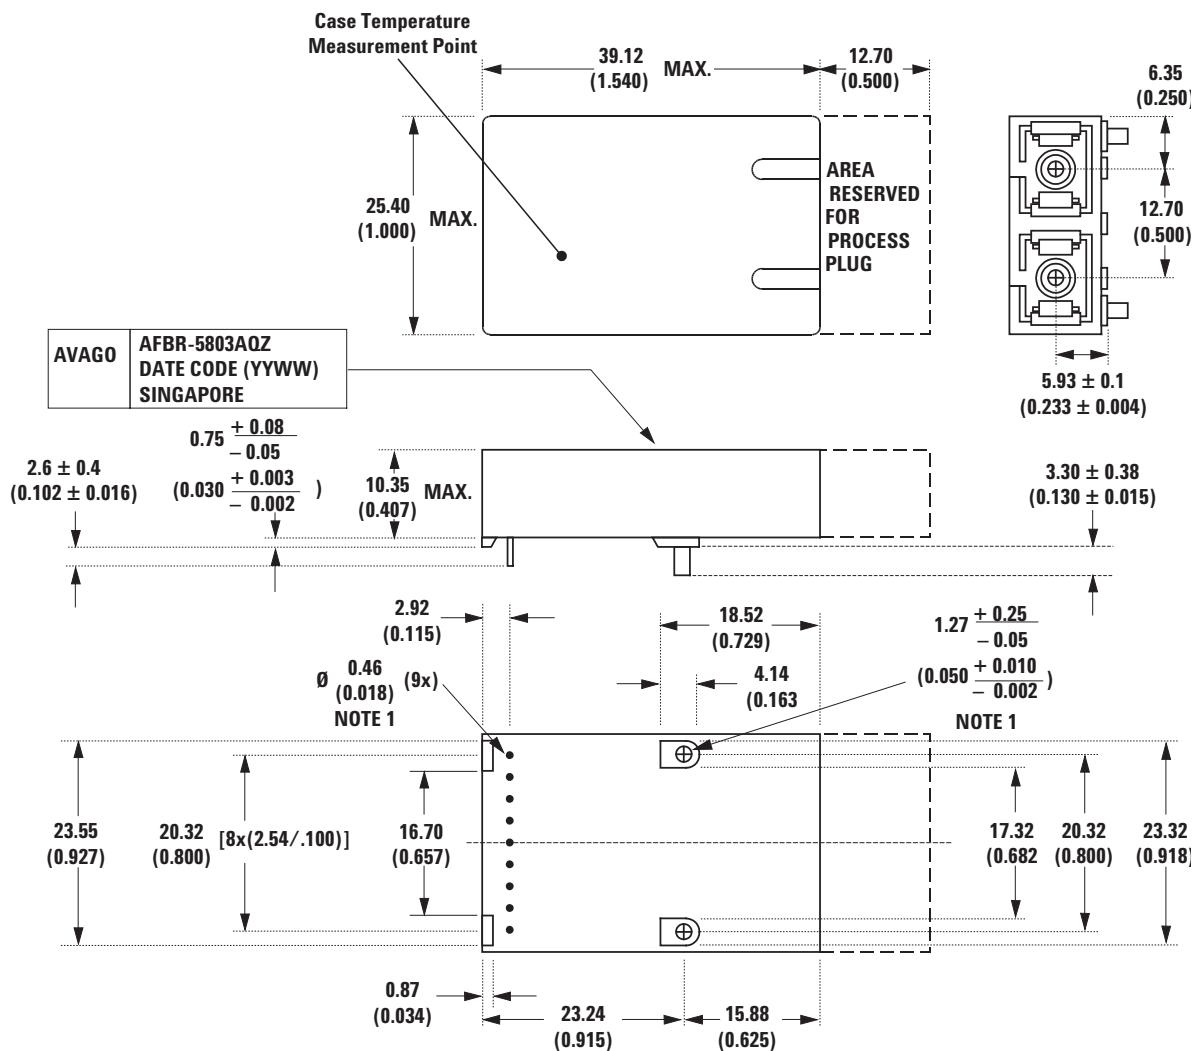 Case Temperature
Measurement Point
39.12
(1.540)
MAX.
12.70
(0.500)
6.35
(0.250)
25.40
(1.000)
MAX.
AREA
RESERVED
FOR
PROCESS
PLUG
12.70
(0.500)
AVAGO
AFBR-5803AQZ
DATE CODE (YYWW)
SINGAPORE
5.93 ± 0.1
(0.233 ± 0.004)
2.6 ± 0.4
(0.102 ± 0.016)
0.75 + 0.08
– 0.05
(0.030 + 0.003
– 0.002 )
10.35
(0.407)
MAX.
3.30 ± 0.38
(0.130 ± 0.015)
2.92
(0.115)
18.52
(0.729)
4.14
(0.163
1.27 + 0.25
– 0.05
(0.050 + 0.010
– 0.002 )
NOTE 1
Ø 0.46
(0.018) (9x)
NOTE 1
23.55
(0.927)
20.32
(0.800)
[8x(2.54/.100)]
16.70
(0.657)
17.32
(0.682
20.32
(0.800)
23.32
(0.918)
0.87
(0.034)
23.24
(0.915)
15.88
(0.625)